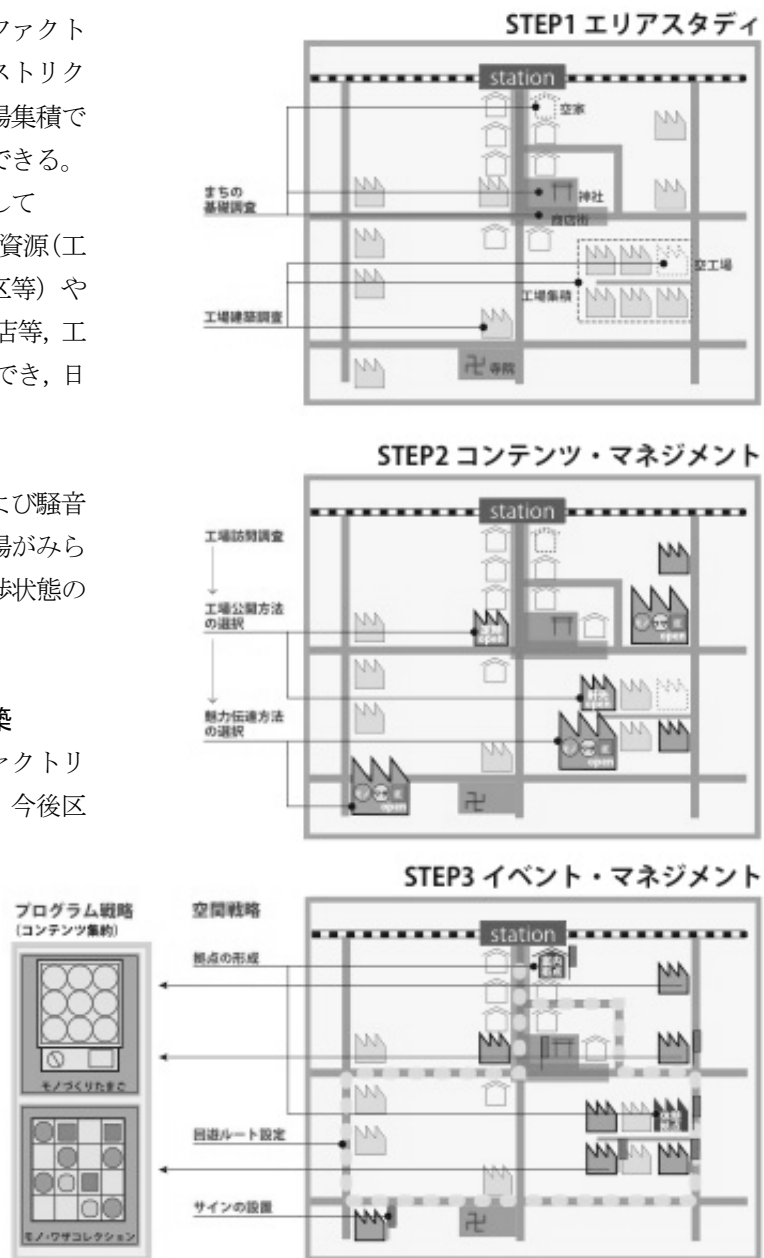 ファクト
ストリク
場集積で
できる。
して
資源(工
区等）や
店等, 工
でき, 日
よび騒音
場がみら
捗状態の
築
ァクトリ
今後区
STEP1 エリアスタディ
station
空家
まちの
基礎調査
神社
商店街
空工場
工場集積
工場建築調査
卍 寺院
STEP2 コンテンツ・マネジメント
station
工場訪問調査
工場公開方法
の選択
open
魅力伝達方法
の選択
open
open
open
卍
STEP3 イベント・マネジメント
プログラム戦略
(コンテンツ集約)
空間戦略
station
拠点の形成
モノづくりたまご
回遊ルート設定
サインの設置
卍
モノ・ワザコレクション